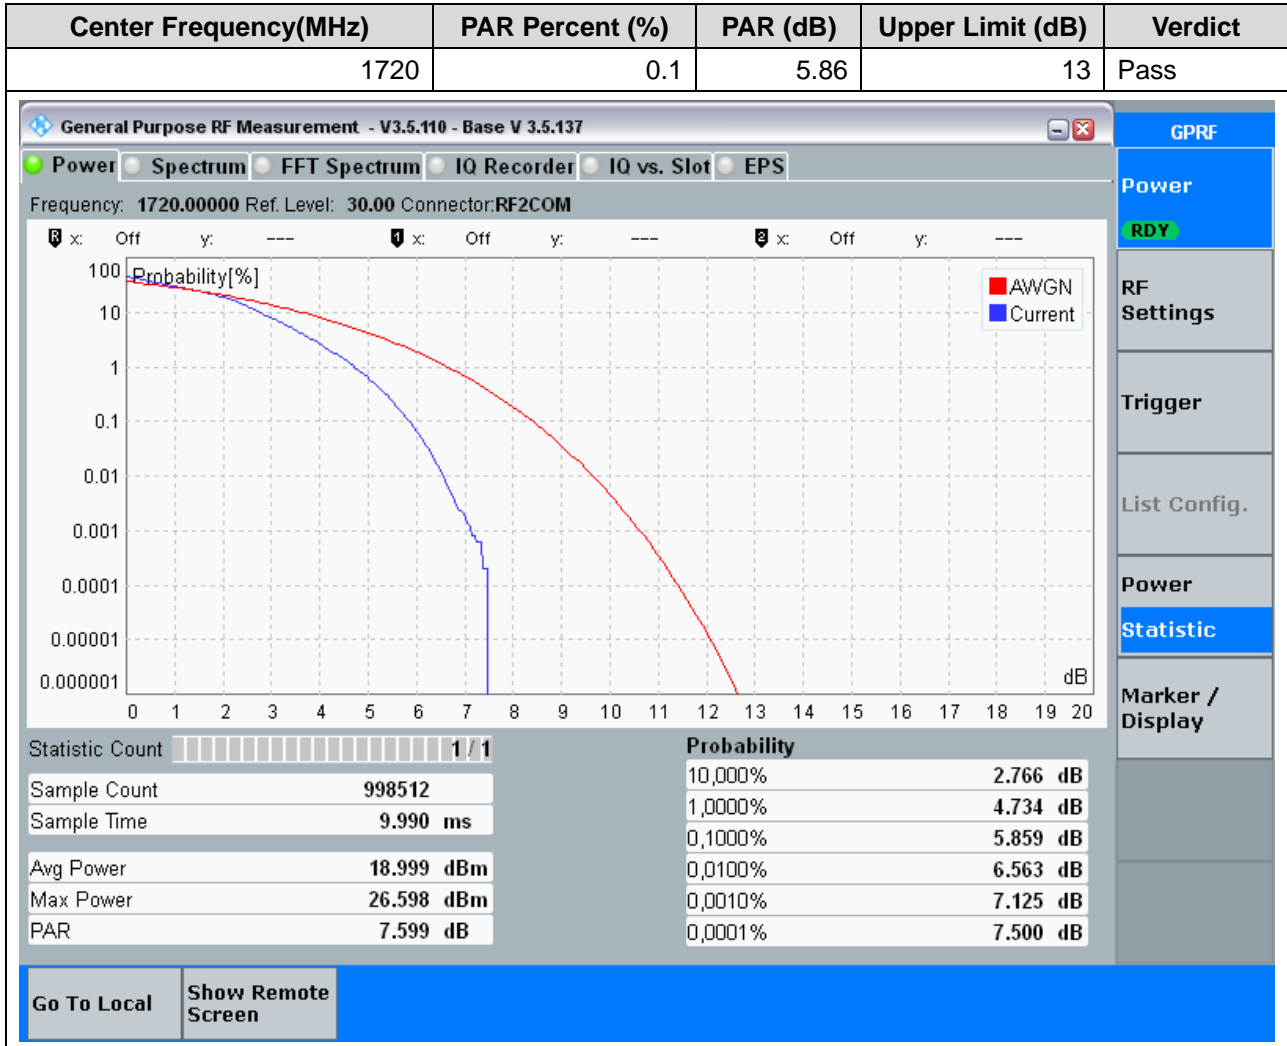 Center Frequency(MHz) PAR Percent (%) PAR (dB) Upper Limit (dB) Verdict
1720 0.1 5.86 13 Pass
General Purpose RF Measurement - V3.5.110 - Base V 3.5.137
GPRF
Power Spectrum FFT Spectrum IQ Recorder IQ vs. Slot EPS
Frequency: 1720.00000 Ref. Level: 30.00 Connector:RF2COM
R x: Off y: --- 1 x: Off y: --- 2 x: Off y: ---
Probability[%]
100
10
1
0.1
0.01
0.001
0.0001
0.00001
0.000001
AWGN
Current
dB
0 1 2 3 4 5 6 7 8 9 10 11 12 13 14 15 16 17 18 19 20
Statistic Count 1 / 1
Sample Count 998512
Sample Time 9.990 ms
Avg Power 18.999 dBm
Max Power 26.598 dBm
PAR 7.599 dB
Probability
10,000% 2.766 dB
1,0000% 4.734 dB
0,1000% 5.859 dB
0,0100% 6.563 dB
0,0010% 7.125 dB
0,0001% 7.500 dB
Power
RDY
RF
Settings
Trigger
List Config.
Power
Statistic
Marker /
Display
Go To Local
Show Remote
Screen